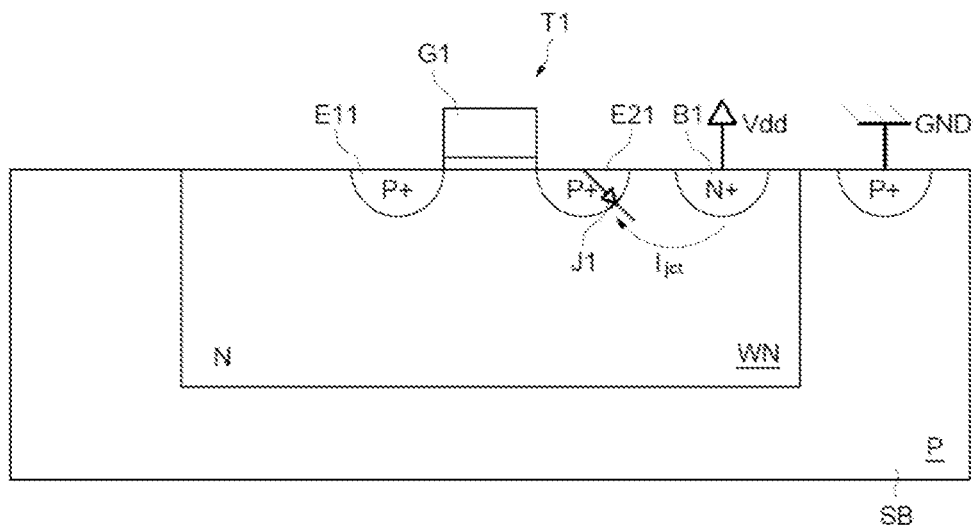 T1
G1
E11
E21
B1
Vdd
GND
P+
P+
N+
P+
J1
Ijct
N
WN
P
SB